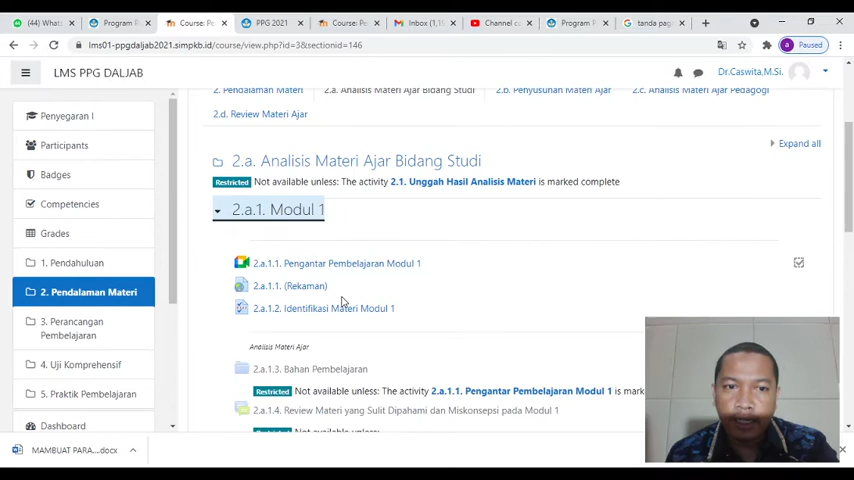 Whats
Program R
Course: Pe
PPG 2021
Course: Pe
Inbox (1,1
Channel co
Program R
tanda pag
lms01-ppgdaljab2021.simpkb.id/course/view.php?id=3&sectionid=146
a Paused
LMS PPG DALJAB
Dr.Caswita,M.Si.
Penyegaran I
Participants
Badges
Competencies
Grades
1. Pendahuluan
2. Pendalaman Materi
3. Perancangan
Pembelajaran
4. Uji Komprehensif
5. Praktik Pembelajaran
Dashboard
2. Pendalaman Materi
2.a. Analisis Materi Ajar Bidang Studi
2.b. Penyusunan Materi Ajar
2.c. Analisis Materi Ajar Pedagogi
2.d. Review Materi Ajar
Expand all
2.a. Analisis Materi Ajar Bidang Studi
Restricted Not available unless: The activity 2.1. Unggah Hasil Analisis Materi is marked complete
2.a.1. Modul 1
2.a.1.1. Pengantar Pembelajaran Modul 1
2.a.1.1. (Rekaman)
2.a.1.2. Identifikasi Materi Modul 1
Analisis Materi Ajar
2.a.1.3. Bahan Pembelajaran
Restricted Not available unless: The activity 2.a.1.1. Pengantar Pembelajaran Modul 1 is mark
2.a.1.4. Review Materi yang Sulit Dipahami dan Miskonsepsi pada Modul 1
MAMBUAT PARA....docx